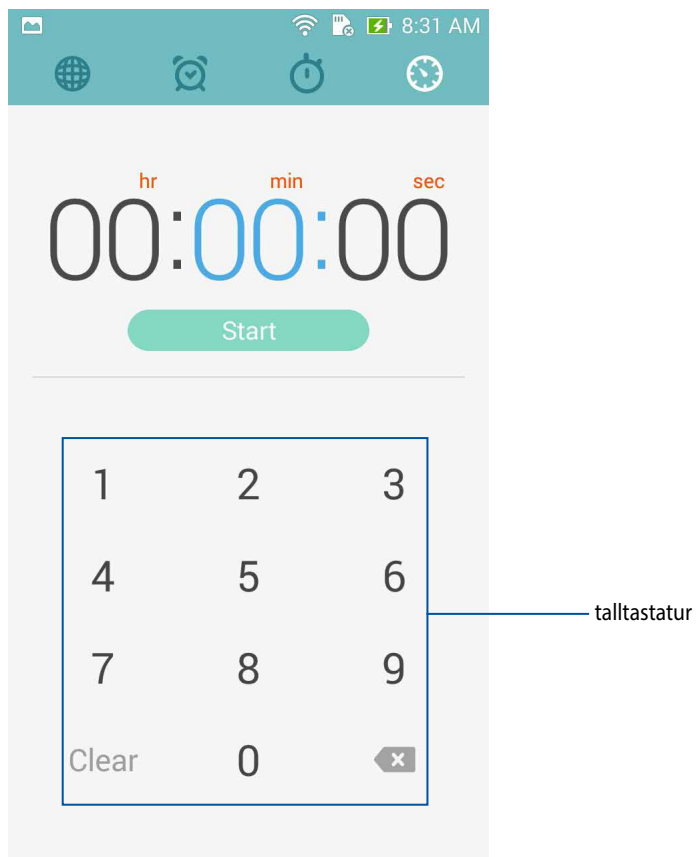 8:31 AM
hr min sec
00:00:00
Start
1 2 3
4 5 6
talltastatur
7 8 9
Clear 0